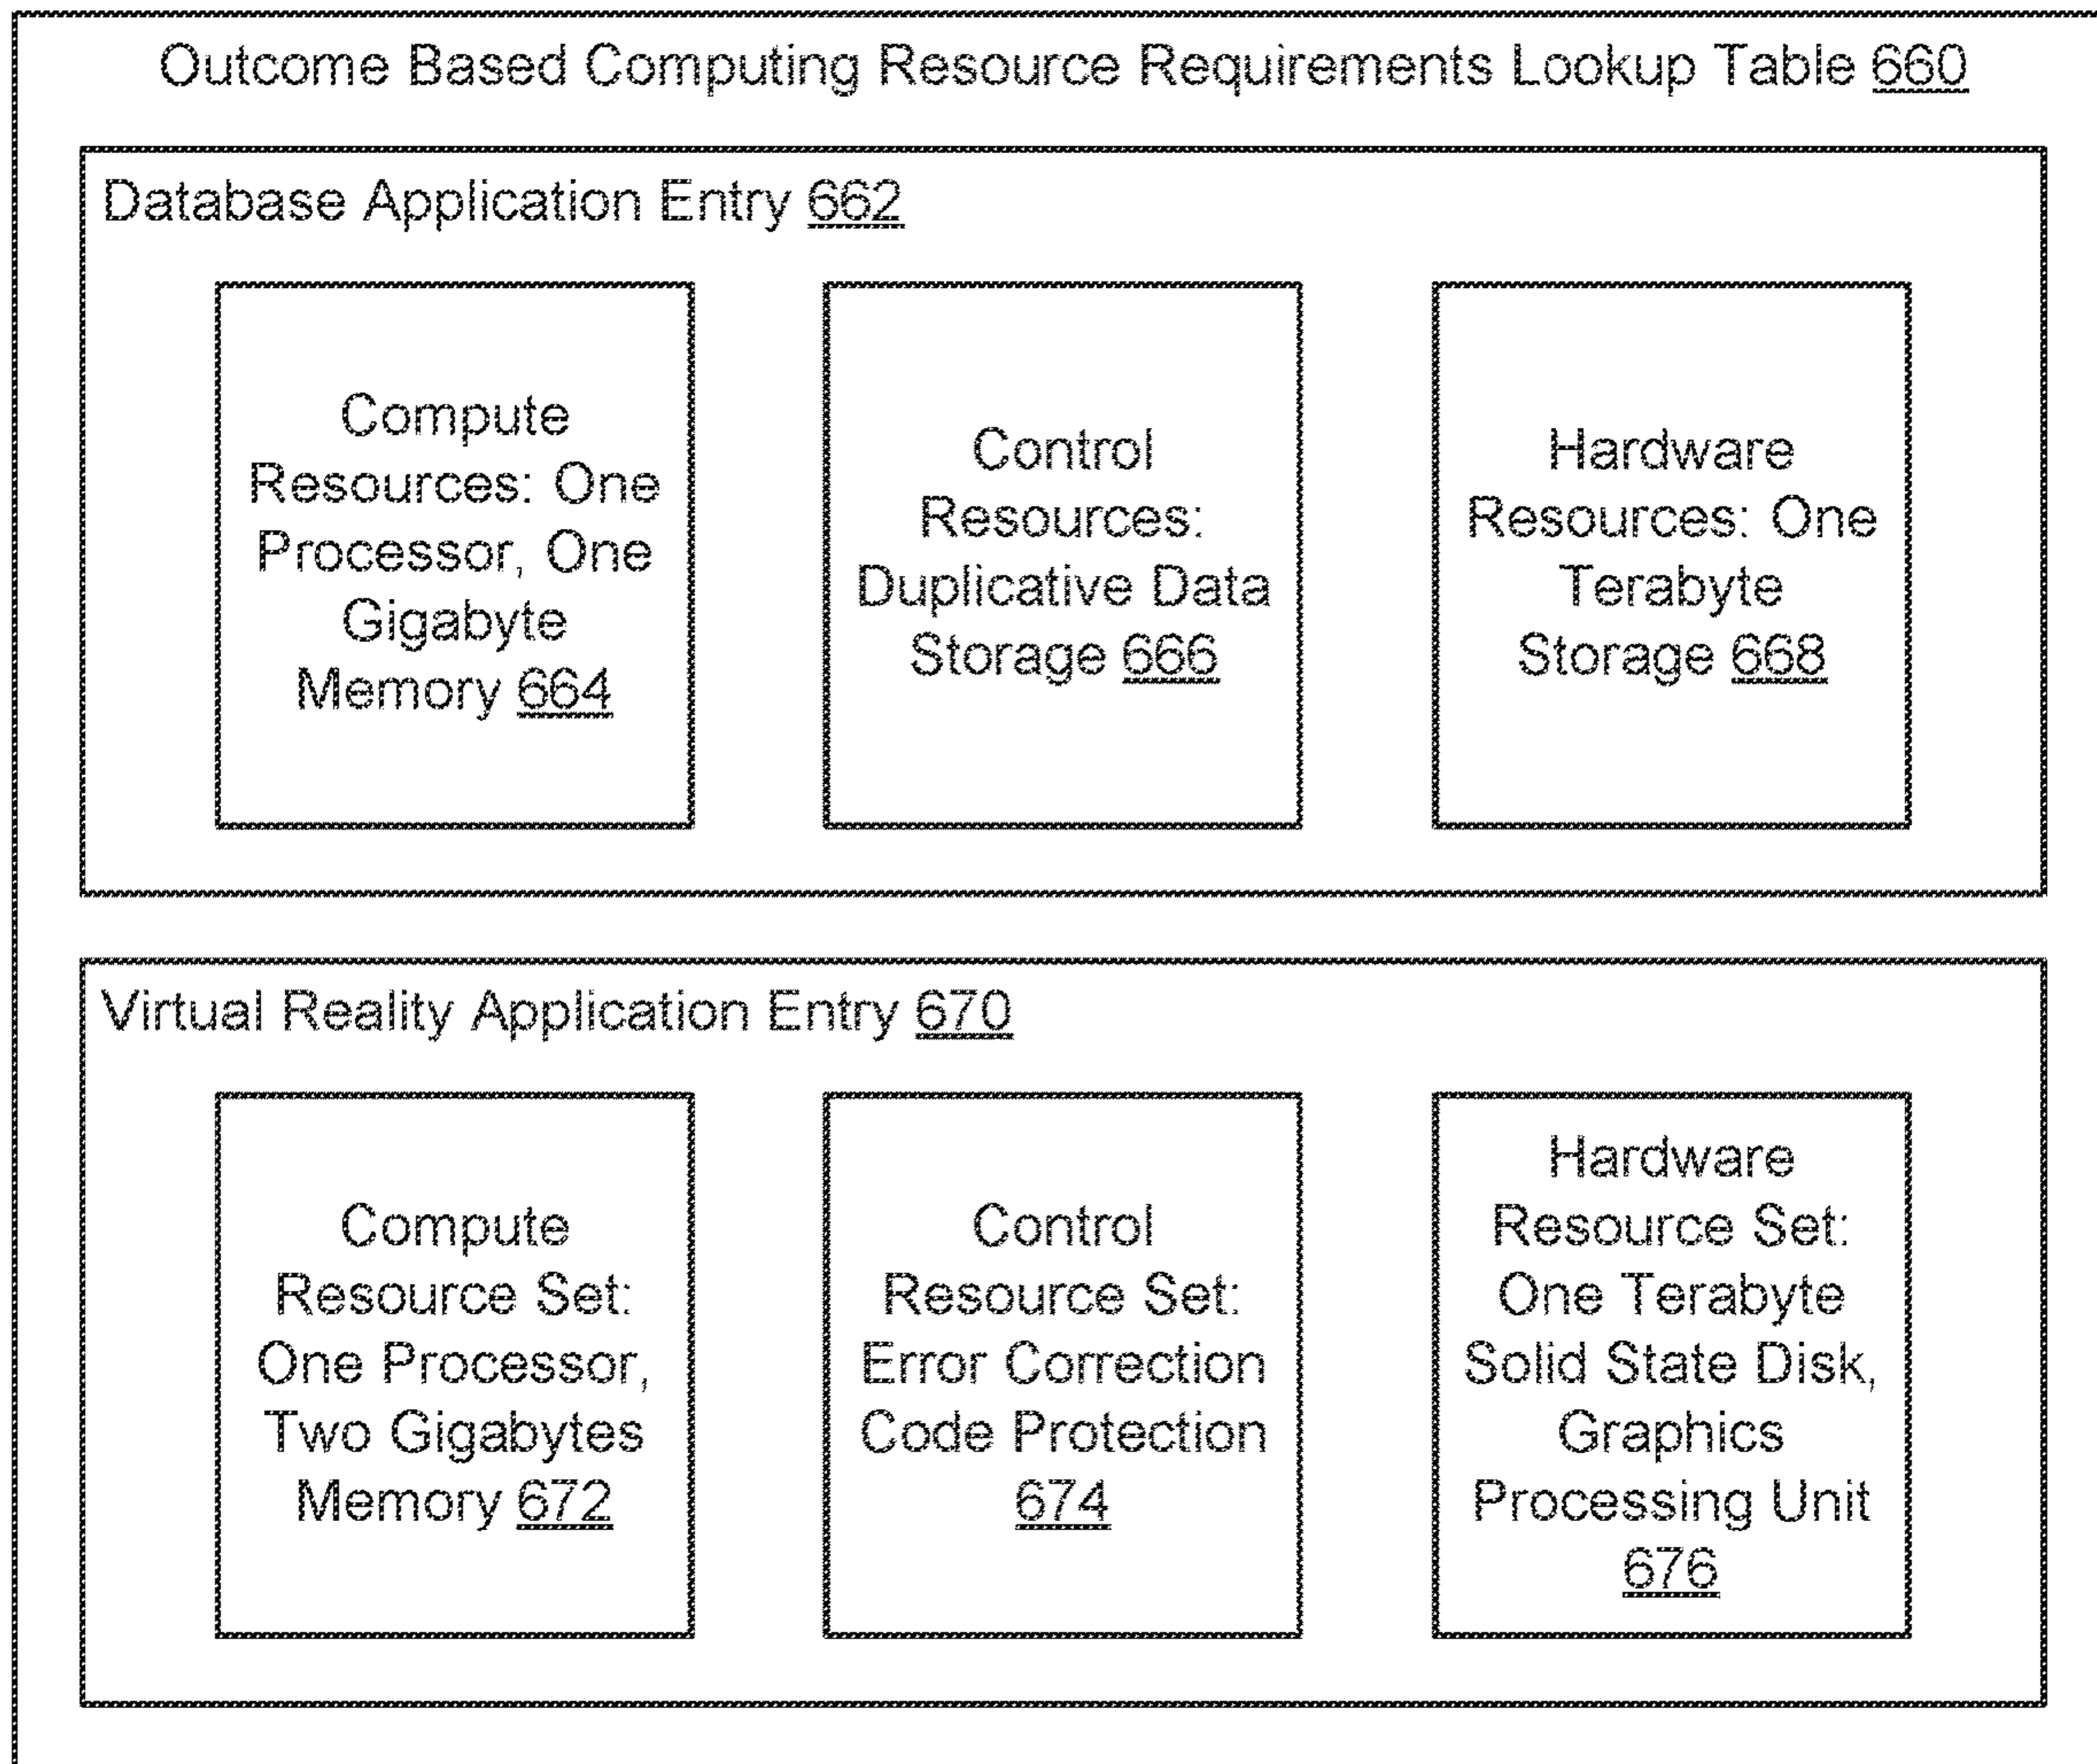 Outcome Based Computing Resource Requirements Lookup Table 660
Database Application Entry 662
Compute
Resources: One
Processor, One
Gigabyte
Memory 664
Control
Resources:
Duplicative Data
Storage 666
Hardware
Resources: One
Terabyte
Storage 668
Virtual Reality Application Entry 670
Compute
Resource Set:
One Processor,
Two Gigabytes
Memory 672
Control
Resource Set:
Error Correction
Code Protection
674
Hardware
Resource Set:
One Terabyte
Solid State Disk,
Graphics
Processing Unit
676